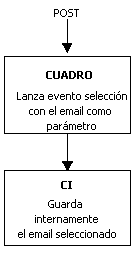 POST
CUADRO
Lanza evento selección
con el email como
parámetro
CI
Guarda
internamente
el email seleccionado